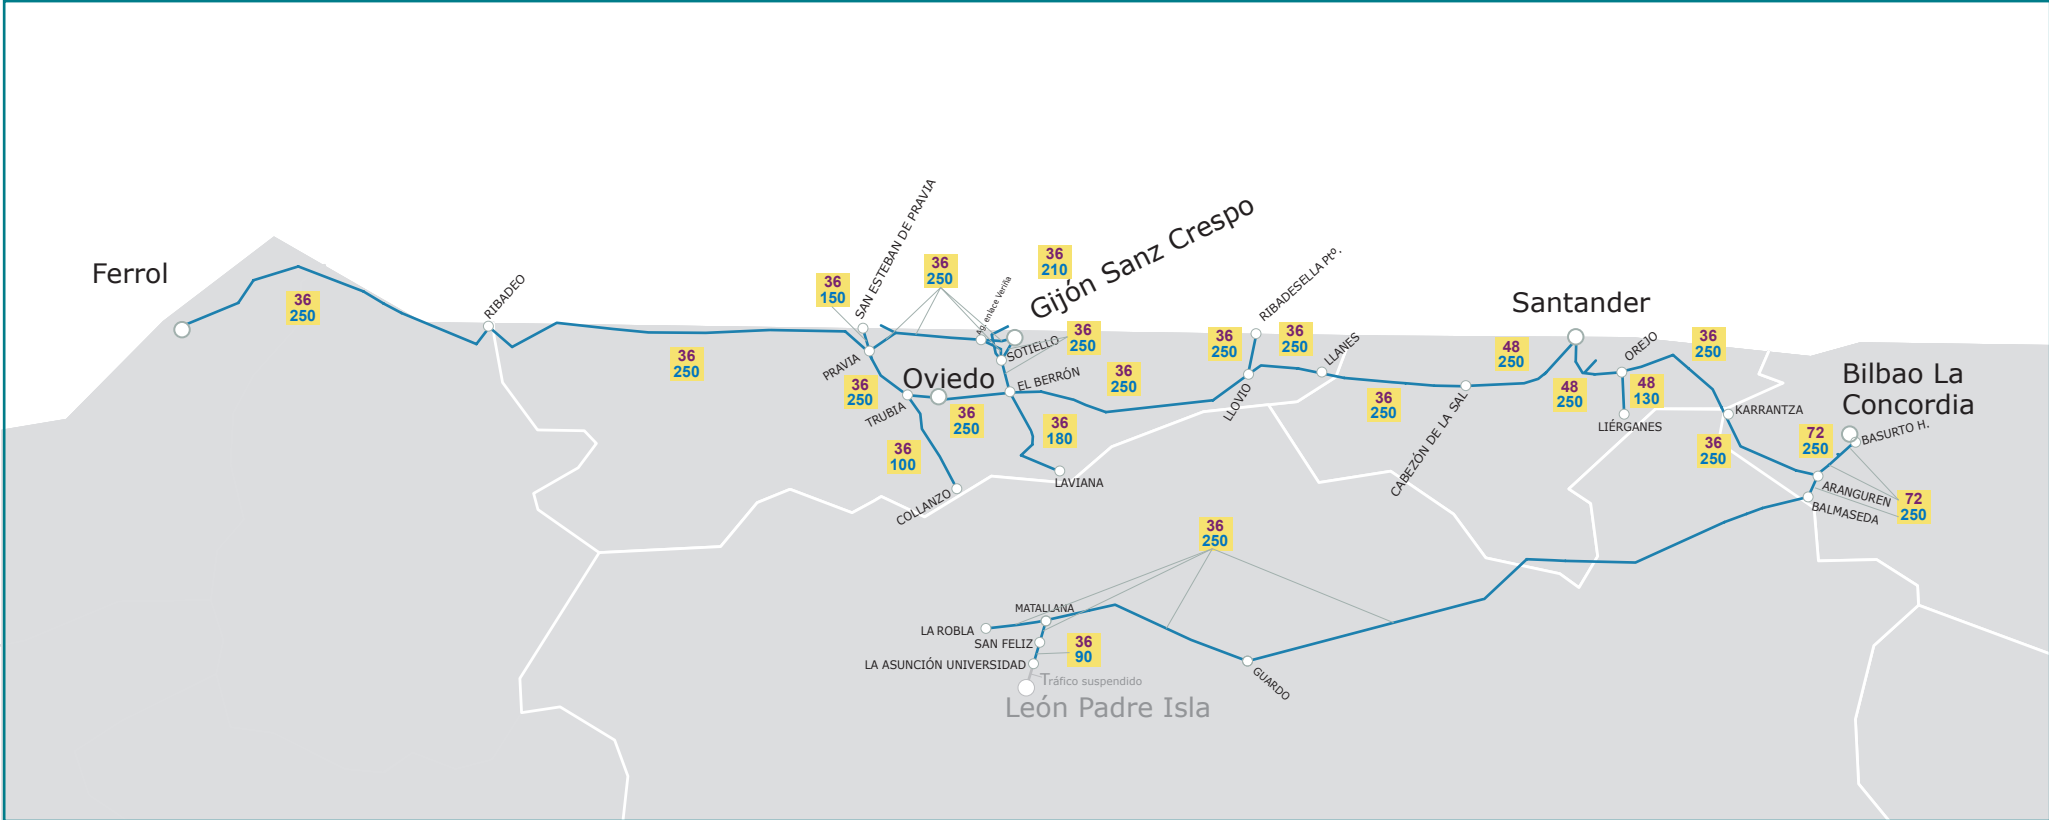 Ferrol
36
250
RIBADEO
36
250
36
150
SAN ESTEBAN DE PRAVIA
36
250
Ag. enlace Veriña
36
210
Gijón Sanz Crespo
SOTIELLO
36
250
PRAVIA
36
250
TRUBIA
Oviedo
36
250
EL BERRÓN
36
250
36
180
LAVIANA
36
100
COLLANZO
RIBADESELLA Pto.
36
250
36
250
LLOVIO
LLANES
36
250
CABEZÓN DE LA SAL
48
250
Santander
48
250
OREJO
48
130
LIÉRGANES
36
250
KARRANTZA
36
250
Bilbao La
Concordia
BASURTO H.
72
250
ARANGUREN
BALMASEDA
72
250
36
250
MATALLANA
LA ROBLA
SAN FELIZ
36
90
LA ASUNCIÓN UNIVERSIDAD
Tráfico suspendido
León Padre Isla
GUARDO